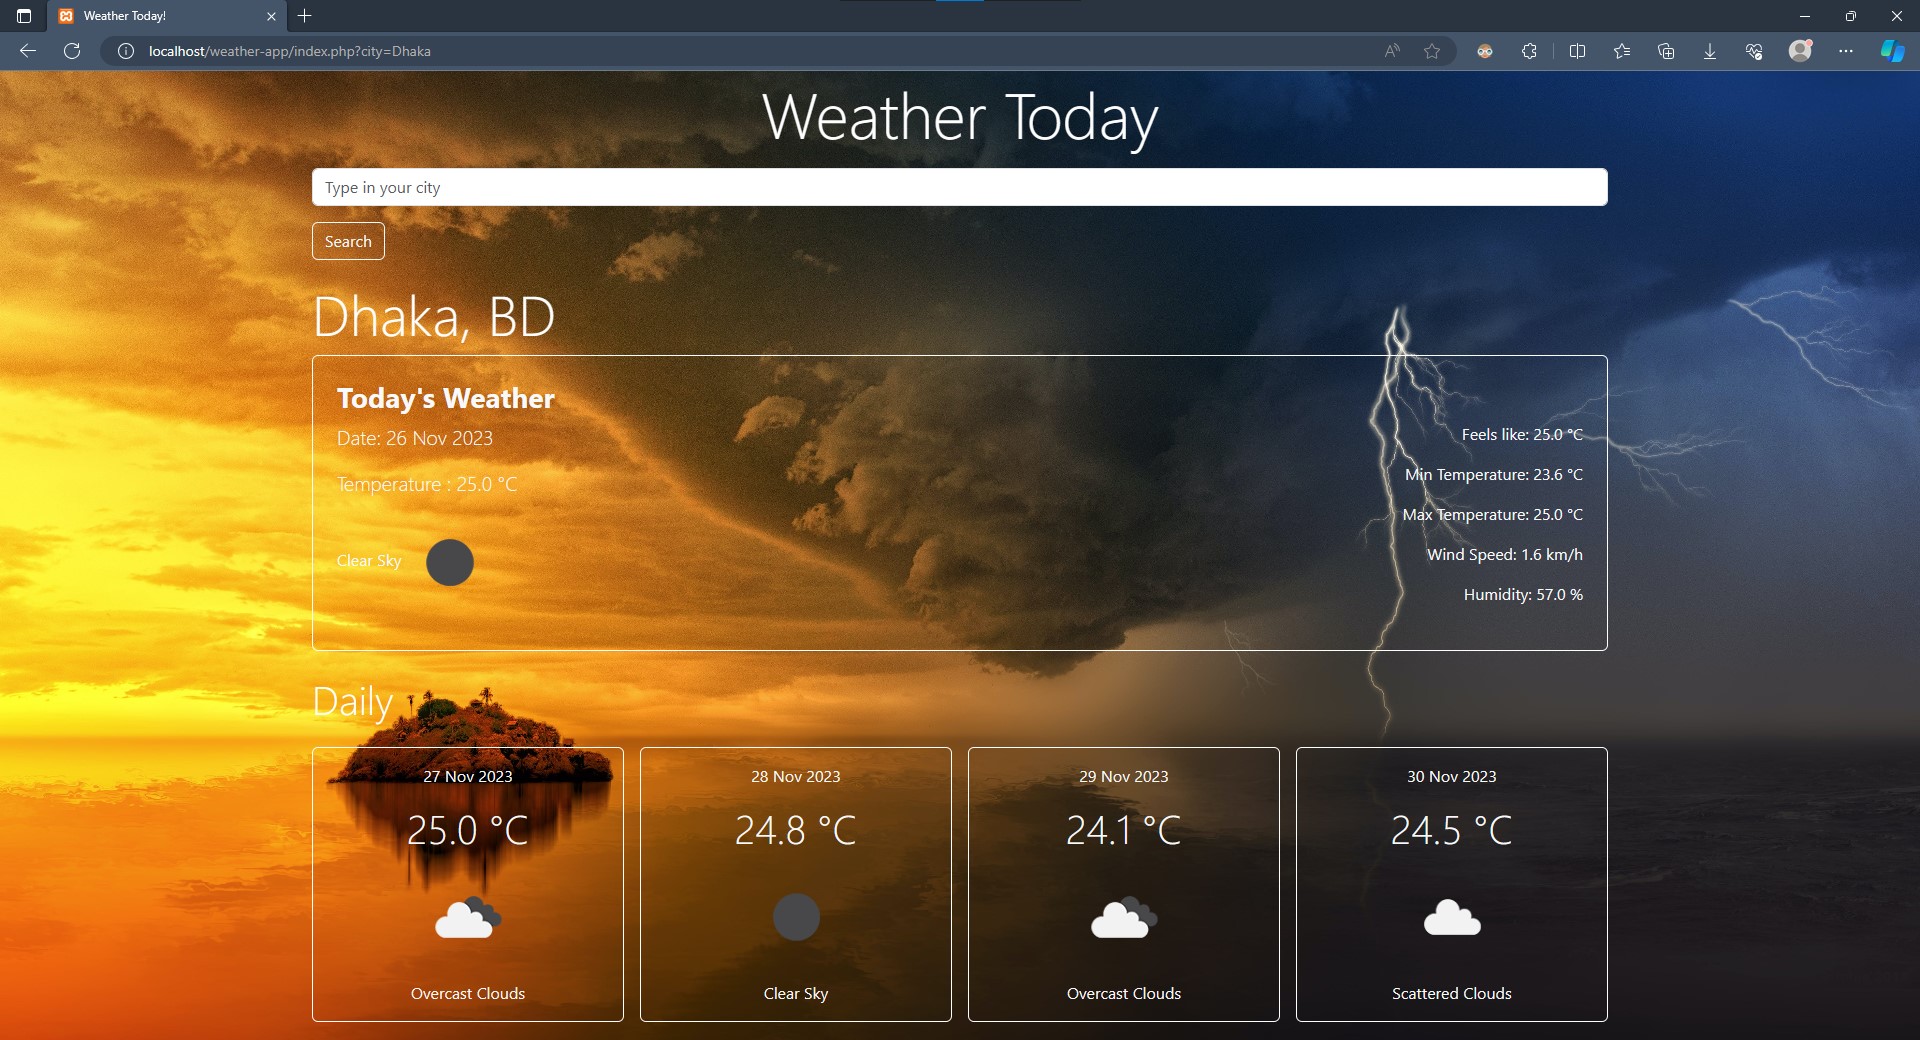 Weather Today!
localhost/weather-app/index.php?city=Dhaka
Weather Today
Type in your city
Search
Dhaka, BD
Today's Weather
Date: 26 Nov 2023
Temperature : 25.0 °C
Clear Sky
Feels like: 25.0 °C
Min Temperature: 23.6 °C
Max Temperature: 25.0 °C
Wind Speed: 1.6 km/h
Humidity: 57.0 %
Daily
27 Nov 2023
25.0 °C
Overcast Clouds
28 Nov 2023
24.8 °C
Clear Sky
29 Nov 2023
24.1 °C
Overcast Clouds
30 Nov 2023
24.5 °C
Scattered Clouds